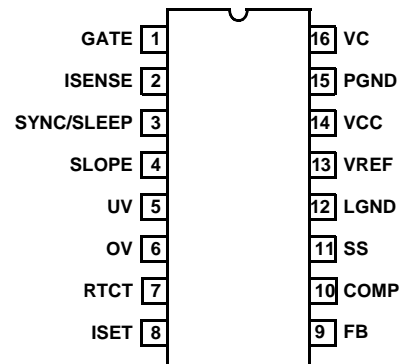 GATE 1 16 VC
ISENSE 2 15 PGND
SYNC/SLEEP 3 14 VCC
SLOPE 4 13 VREF
UV 5 12 LGND
OV 6 11 SS
RTCT 7 10 COMP
ISET 8 9 FB